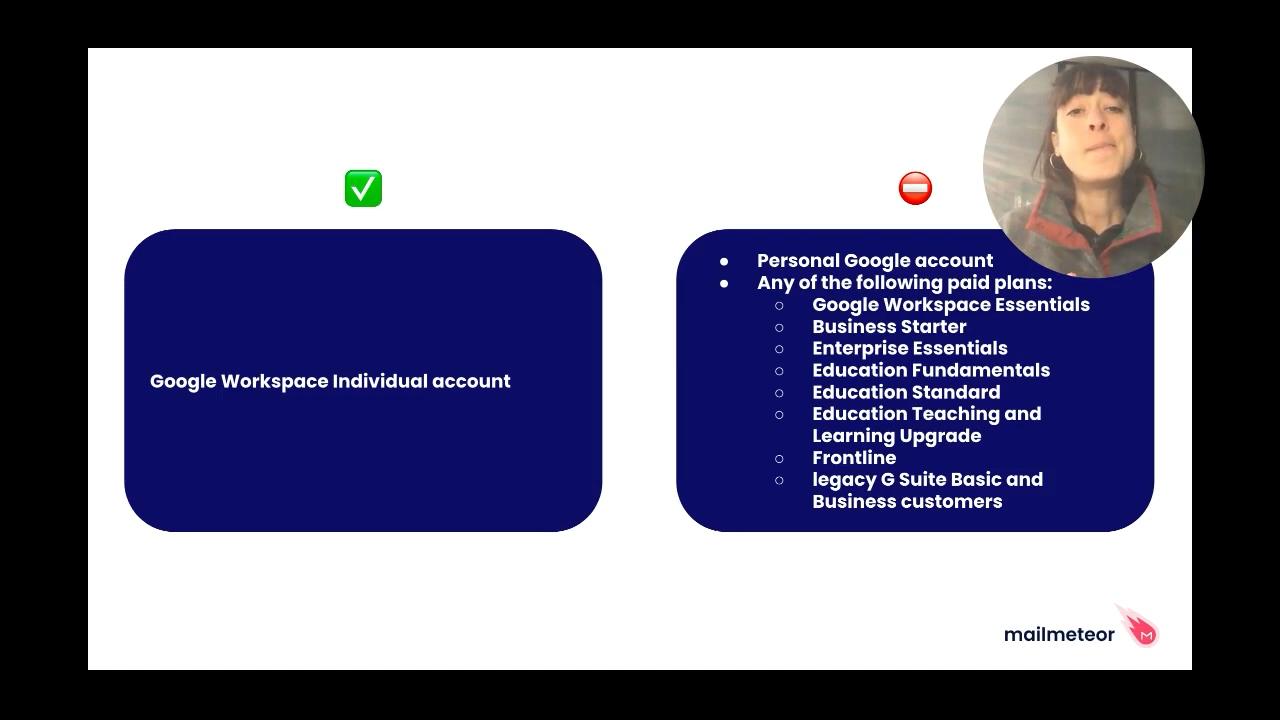 Google Workspace Individual account
Personal Google account
Any of the following paid plans:
Google Workspace Essentials
Business Starter
Enterprise Essentials
Education Fundamentals
Education Standard
Education Teaching and
Learning Upgrade
Frontline
legacy G Suite Basic and
Business customers
mailmeteor